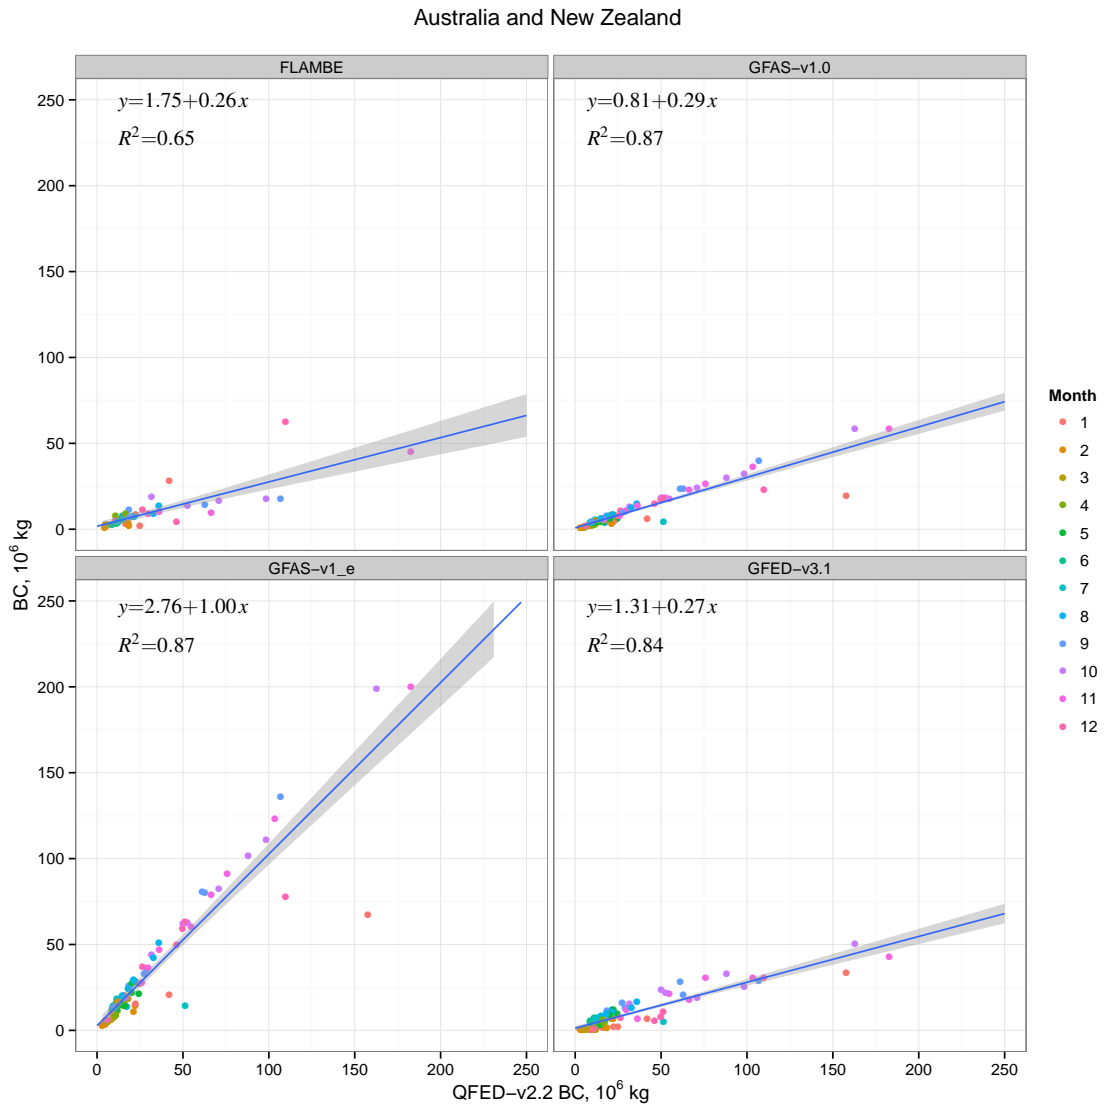 Australia and New Zealand
FLAMBE
GFAS−v1.0
y=1.75+0.26x
R²=0.65
y=0.81+0.29x
R²=0.87
250
200
150
100
50
0
GFAS−v1_e
GFED−v3.1
y=2.76+1.00x
R²=0.87
y=1.31+0.27x
R²=0.84
250
200
150
100
50
0
BC, 10⁶ kg
0 50 100 150 200 250
0 50 100 150 200 250
QFED−v2.2 BC, 10⁶ kg
Month
1
2
3
4
5
6
7
8
9
10
11
12